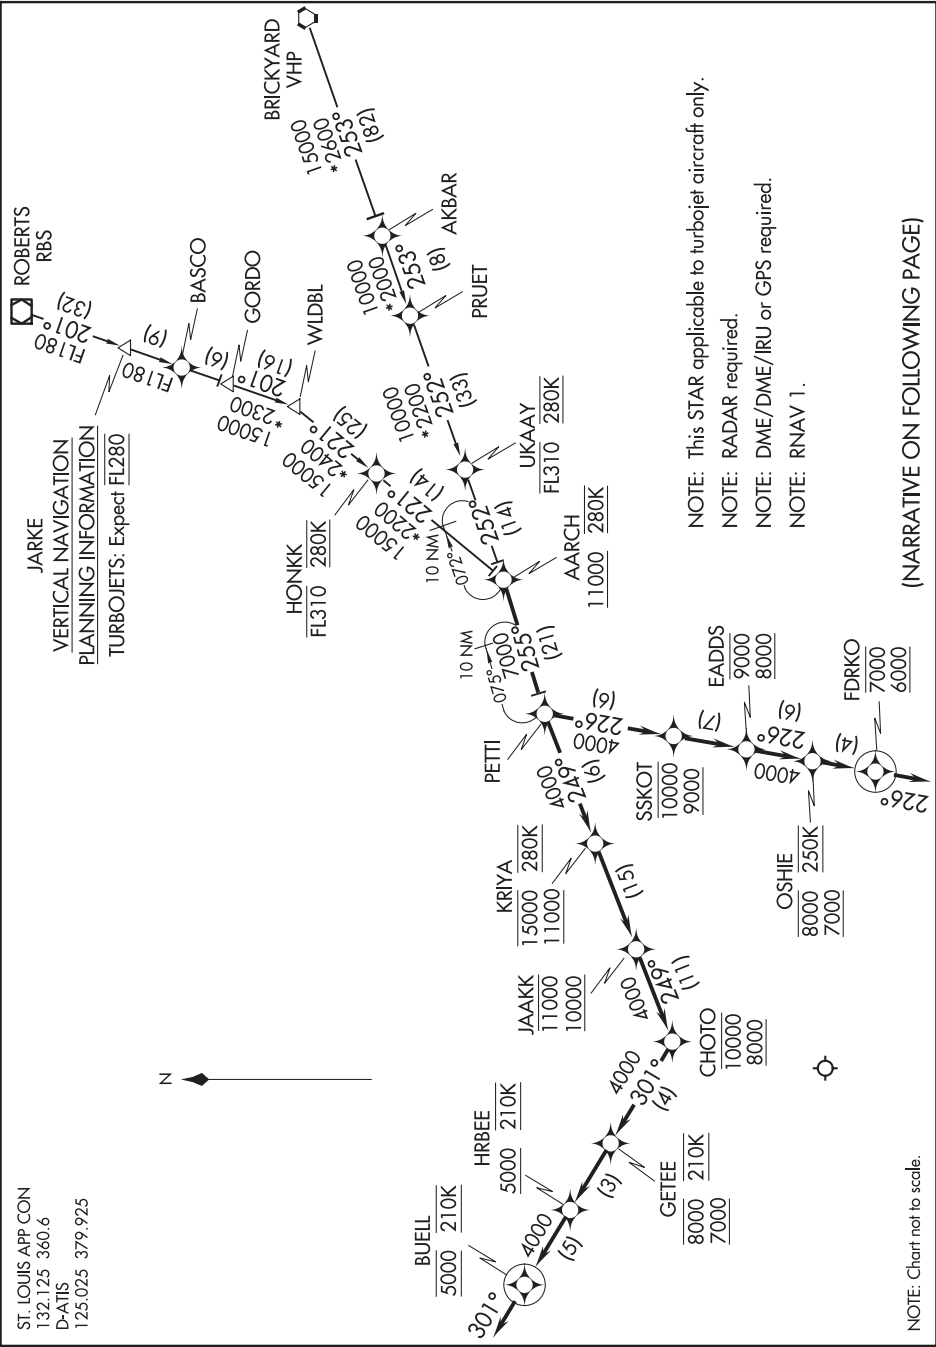 ST. LOUIS APP CON
132.125 360.6
D-ATIS
125.025 379.925
N
JARKE
VERTICAL NAVIGATION
PLANNING INFORMATION
TURBOJETS: Expect FL280
ROBERTS
RBS
FL180
201°
(32)
FL180
(9)
BASCO
(6)
GORDO
15000
*2300
201°
(16)
WLDBL
15000
*2400
221°
(25)
HONKK
FL310 280K
15000
*2200
221°
(14)
BRICKYARD
VHP
15000
*2600
253°
(82)
AKBAR
10000
*2000
253°
(8)
PRUET
10000
*2200
252°
(33)
UKAAY
FL310 280K
252°
(14)
10 NM
072°
AARCH
11000 280K
10 NM
075°
7000
255°
(21)
PETTI
4000
226°
(6)
SSKOT
10000
9000
(7)
EADDS
9000
8000
4000
226°
(6)
OSHIE
8000 250K
7000
(4)
FDRKO
7000
6000
226°
4000
249°
(6)
KRIYA
15000 280K
11000
(15)
JAAKK
11000
10000
4000
249°
(11)
CHOTO
10000
8000
4000
301°
(4)
GETEE
8000 210K
7000
(3)
HRBEE
5000 210K
4000
(5)
BUELL
5000 210K
301°
NOTE: This STAR applicable to turbojet aircraft only.
NOTE: RADAR required.
NOTE: DME/DME/IRU or GPS required.
NOTE: RNAV 1.
(NARRATIVE ON FOLLOWING PAGE)
NOTE: Chart not to scale.